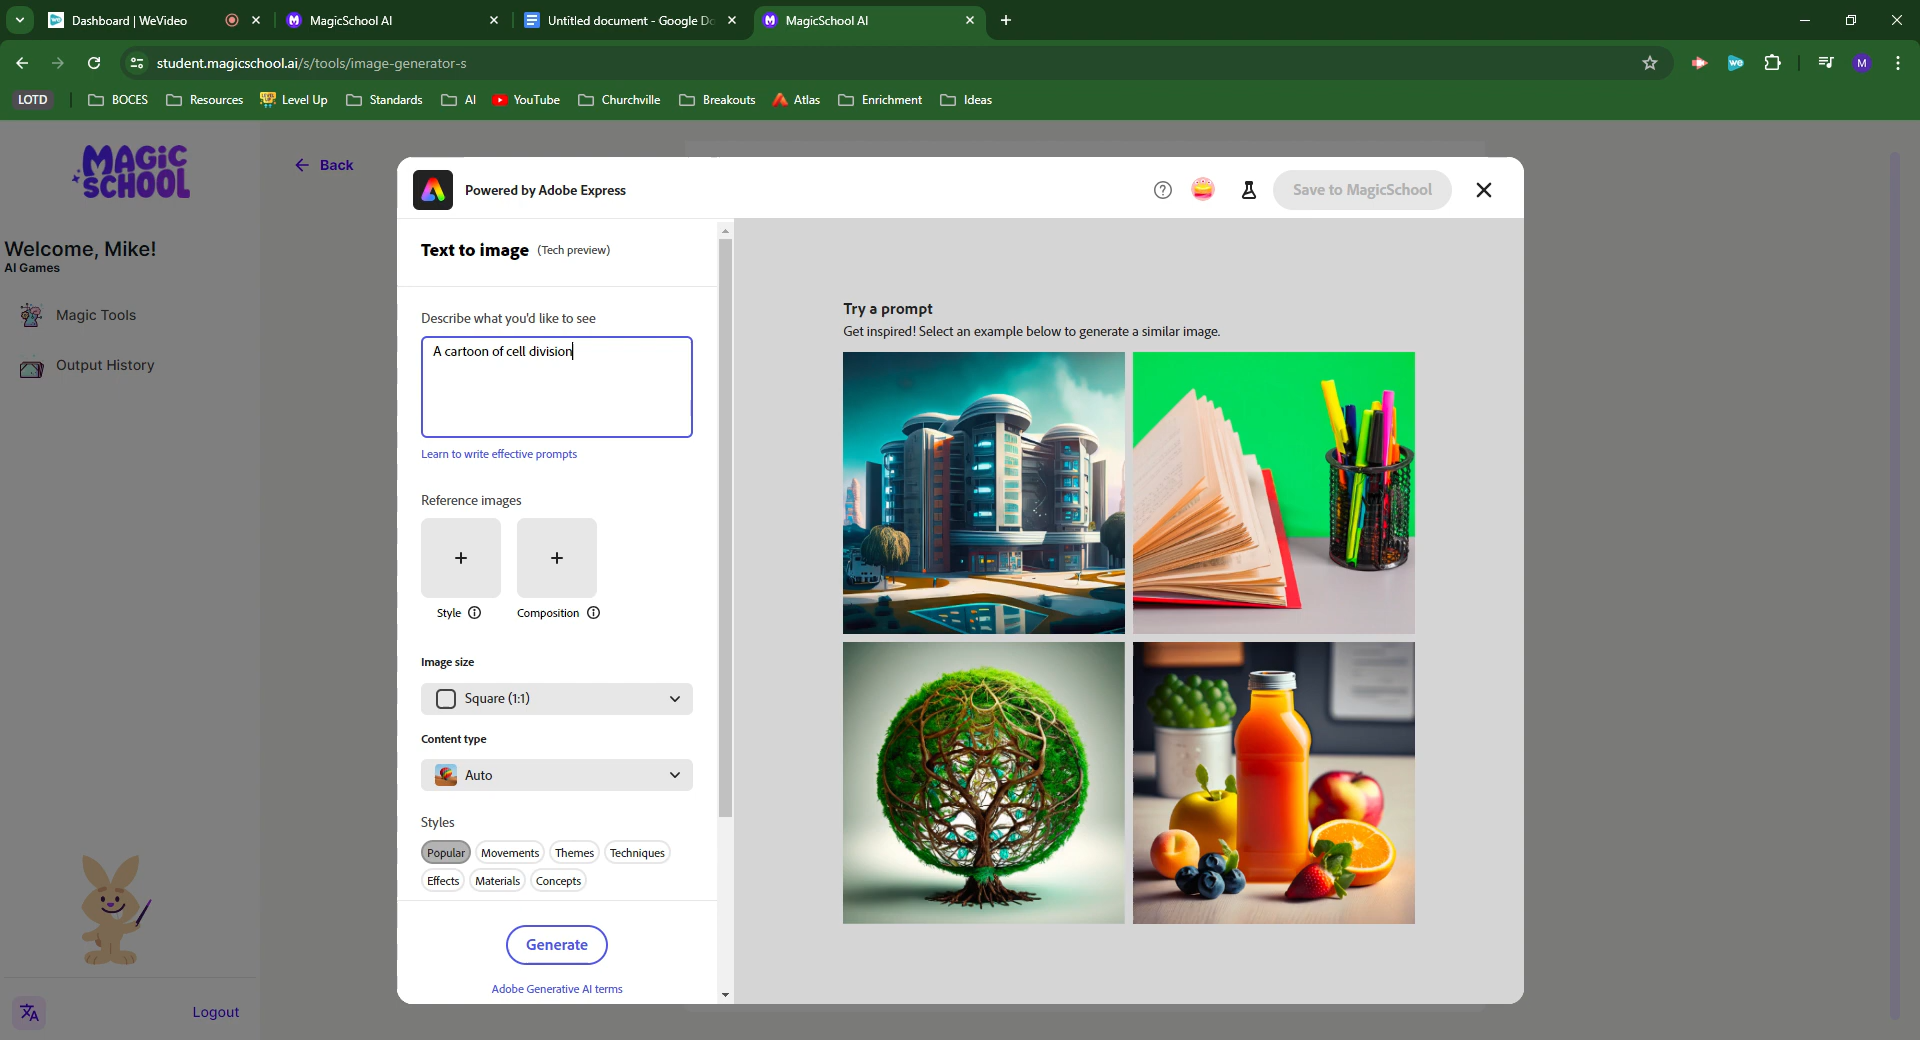 Dashboard | WeVideo
MagicSchool AI
Untitled document - Google Do
MagicSchool AI
student.magicschool.ai/s/tools/image-generator-s
we
M
LOTD
BOCES
Resources
Level Up
Standards
AI
YouTube
Churchville
Breakouts
Atlas
Enrichment
Ideas
MAGIC
SCHOOL
Back
Welcome, Mike!
AI Games
Magic Tools
Output History
Logout
Powered by Adobe Express
Save to MagicSchool
Text to image (Tech preview)
Describe what you'd like to see
A cartoon of cell division
Learn to write effective prompts
Reference images
Style
Composition
Image size
Square (1:1)
Content type
Auto
Styles
Popular
Movements
Themes
Techniques
Effects
Materials
Concepts
Generate
Adobe Generative AI terms
Try a prompt
Get inspired! Select an example below to generate a similar image.